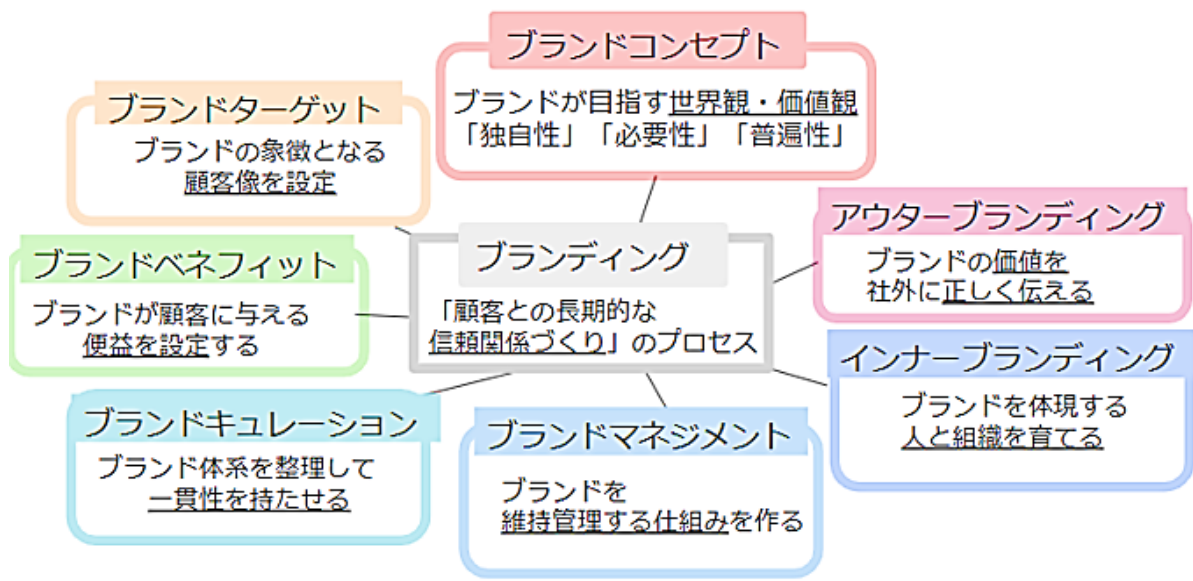 ブランドコンセプト
ブランドが目指す世界観・価値観
「独自性」「必要性」「普遍性」
ブランドターゲット
ブランドの象徴となる
顧客像を設定
アウターブランディング
ブランドの価値を
社外に正しく伝える
ブランディング
「顧客との長期的な
信頼関係づくり」のプロセス
ブランドベネフィット
ブランドが顧客に与える
便益を設定する
インナーブランディング
ブランドを体現する
人と組織を育てる
ブランドキュレーション
ブランド体系を整理して
一貫性を持たせる
ブランドマネジメント
ブランドを
維持管理する仕組みを作る